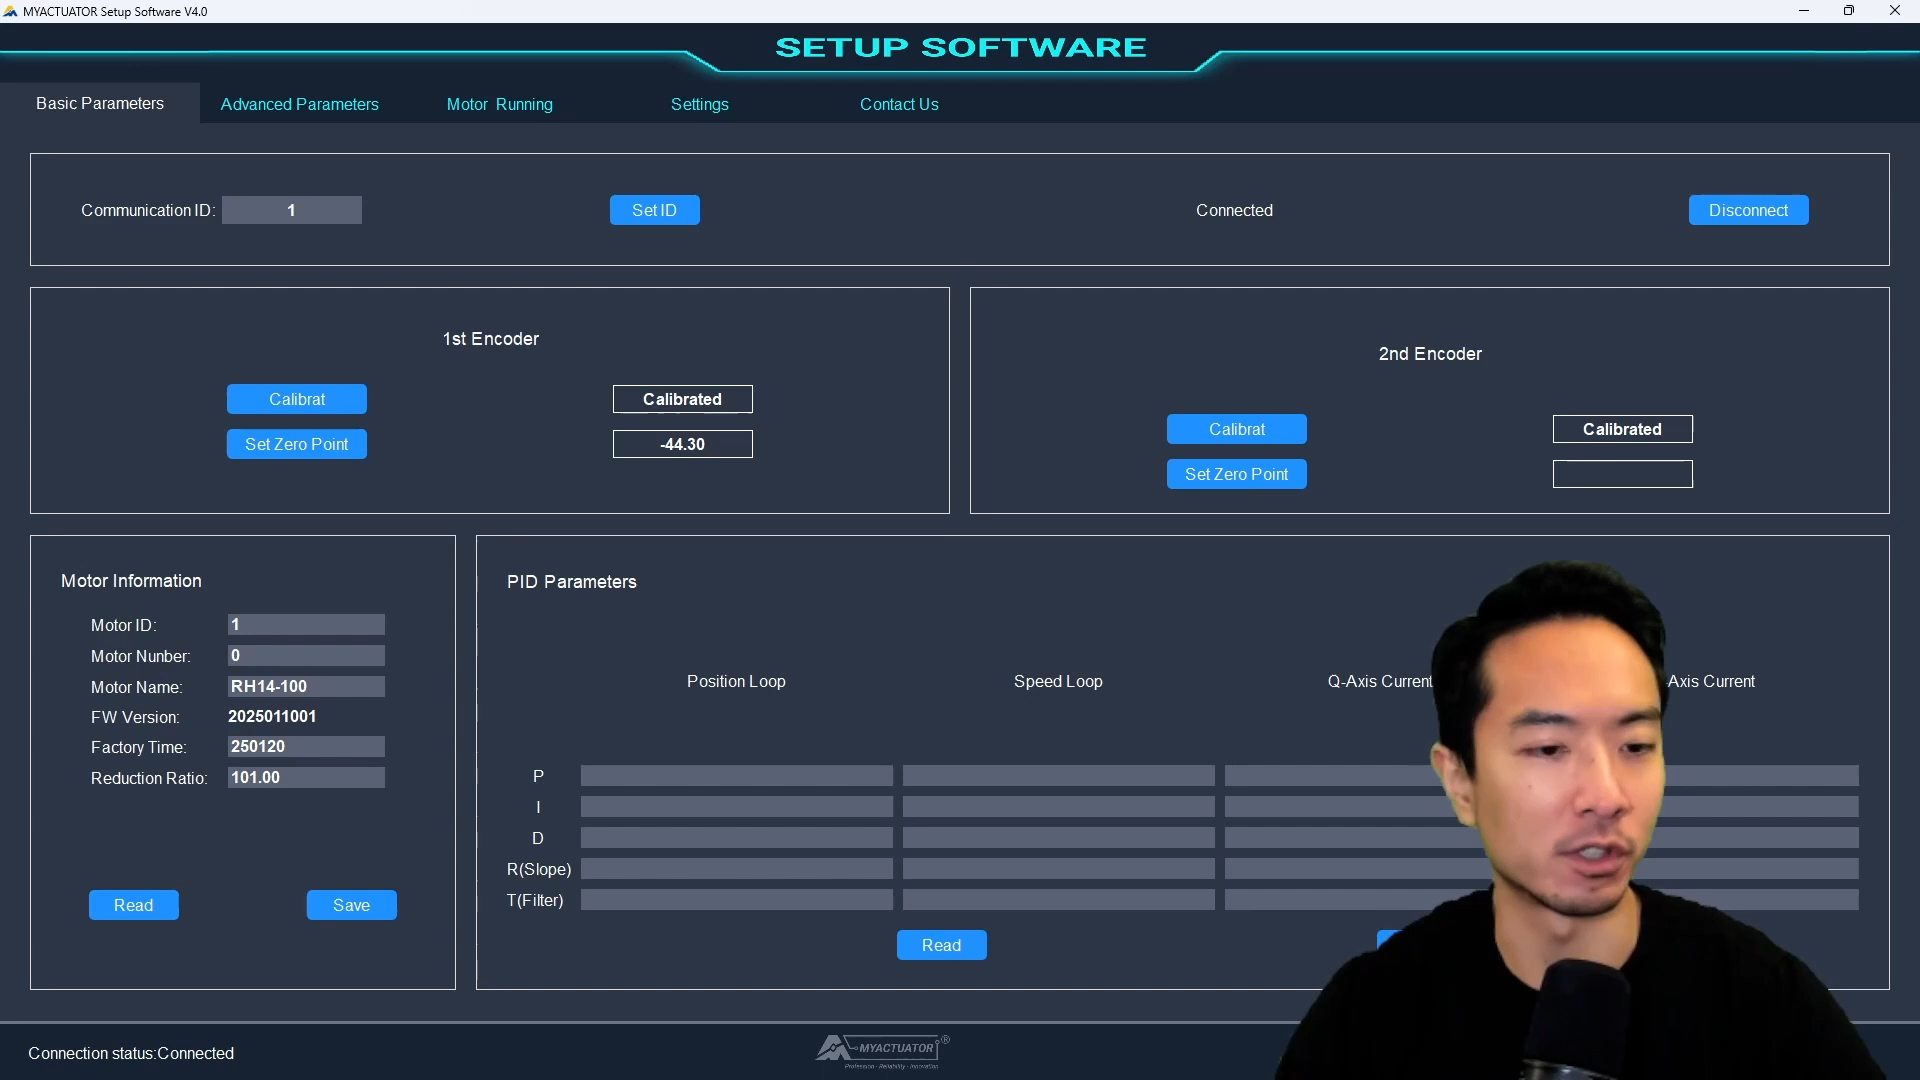 MYACTUATOR Setup Software V4.0
SETUP SOFTWARE
Basic Parameters
Advanced Parameters
Motor Running
Settings
Contact Us
Communication ID:
1
Set ID
Connected
Disconnect
1st Encoder
Calibrat
Calibrated
Set Zero Point
-44.30
2nd Encoder
Calibrat
Calibrated
Set Zero Point
Motor Information
Motor ID:
1
Motor Nunber:
0
Motor Name:
RH14-100
FW Version:
2025011001
Factory Time:
250120
Reduction Ratio:
101.00
Read
Save
PID Parameters
Position Loop
Speed Loop
Q-Axis Current
Axis Current
P
I
D
R(Slope)
T(Filter)
Read
Connection status:Connected
MYACTUATOR
®
Profession · Reliability · Innovation